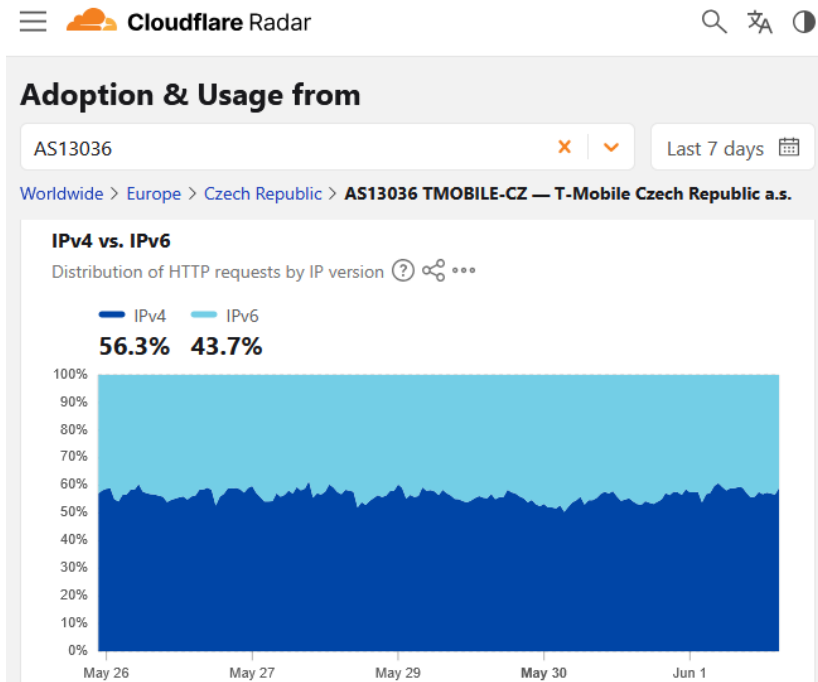 Cloudflare Radar
Adoption & Usage from
AS13036
Last 7 days
Worldwide > Europe > Czech Republic > AS13036 TMOBILE-CZ — T-Mobile Czech Republic a.s.
IPv4 vs. IPv6
Distribution of HTTP requests by IP version
IPv4 IPv6
56.3% 43.7%
100%
90%
80%
70%
60%
50%
40%
30%
20%
10%
0%
May 26 May 27 May 29 May 30 Jun 1